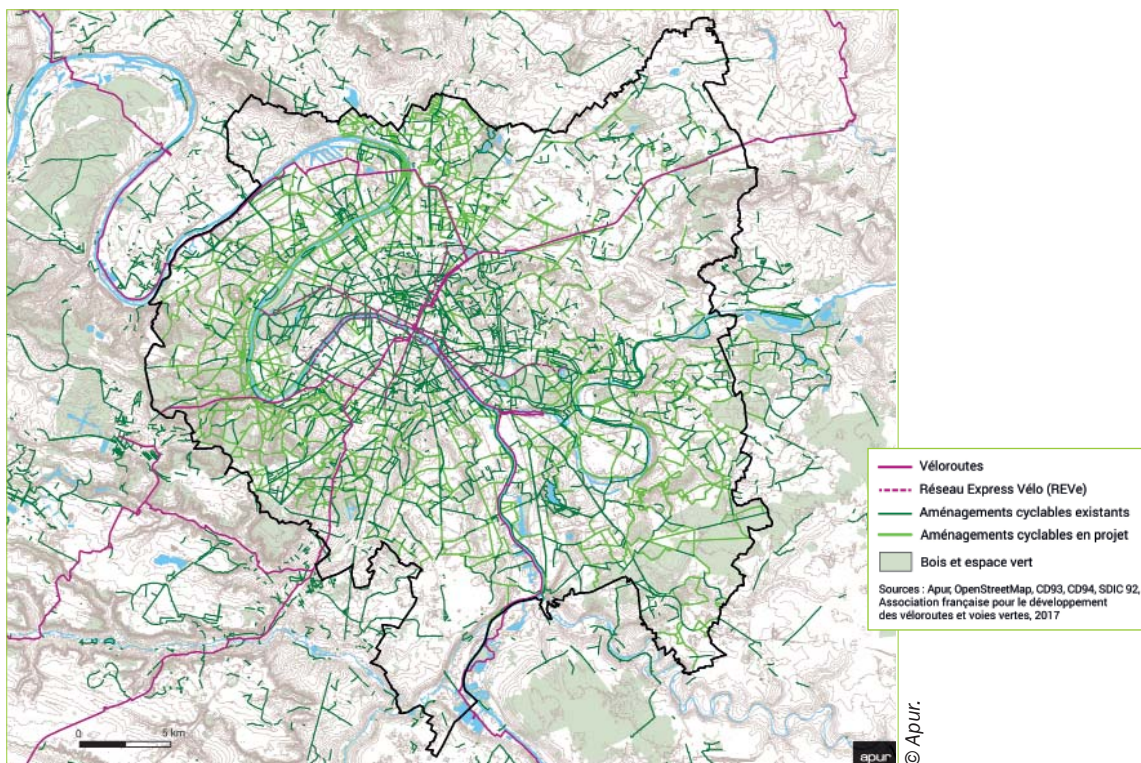 0 5 km
apur
© Apur.
Véloroutes
Réseau Express Vélo (REVe)
Aménagements cyclables existants
Aménagements cyclables en projet
Bois et espace vert
Sources : Apur, OpenStreetMap, CD93, CD94, SDIC 92,
Association française pour le développement
des véloroutes et voies vertes, 2017